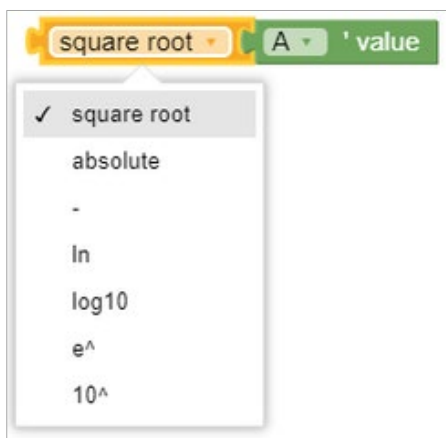 square root A ' value
✓ square root
absolute
-
ln
log10
e^
10^